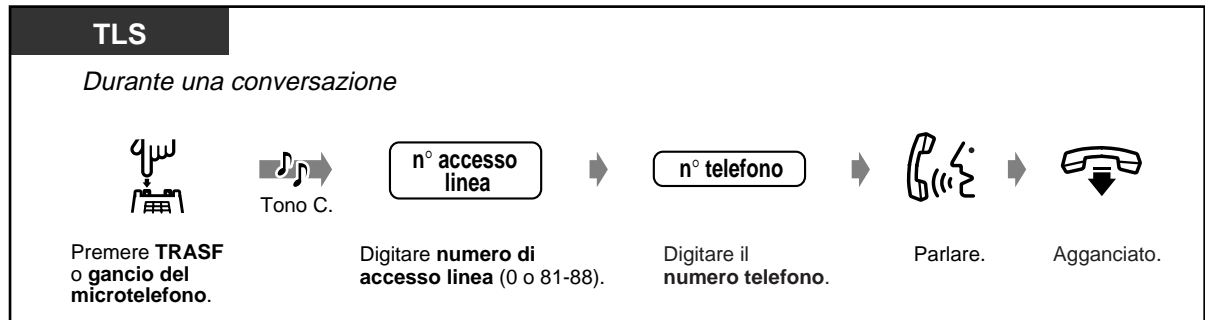 TLS
Durante una conversazione
n° accesso
linea
n° telefono
Tono C.
Premere TRASF
o gancio del
microtelefono.
Digitare numero di
accesso linea (0 o 81-88).
Digitare il
numero telefono.
Parlare.
Agganciato.